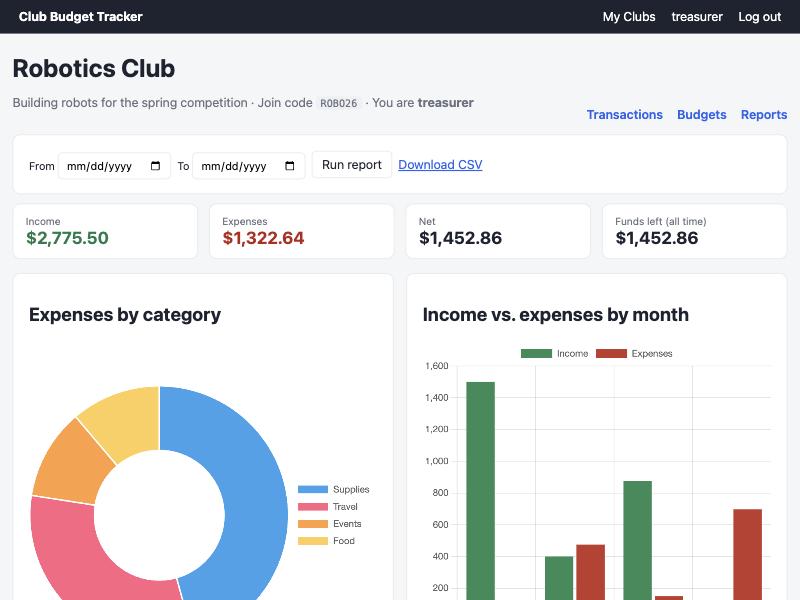 Club Budget Tracker
My Clubs treasurer Log out
Robotics Club
Building robots for the spring competition · Join code ROBO26 · You are treasurer
Transactions Budgets Reports
From mm/dd/yyyy To mm/dd/yyyy Run report Download CSV
Income
$2,775.50
Expenses
$1,322.64
Net
$1,452.86
Funds left (all time)
$1,452.86
Expenses by category
Supplies
Travel
Events
Food
Income vs. expenses by month
Income Expenses
1,600
1,400
1,200
1,000
800
600
400
200